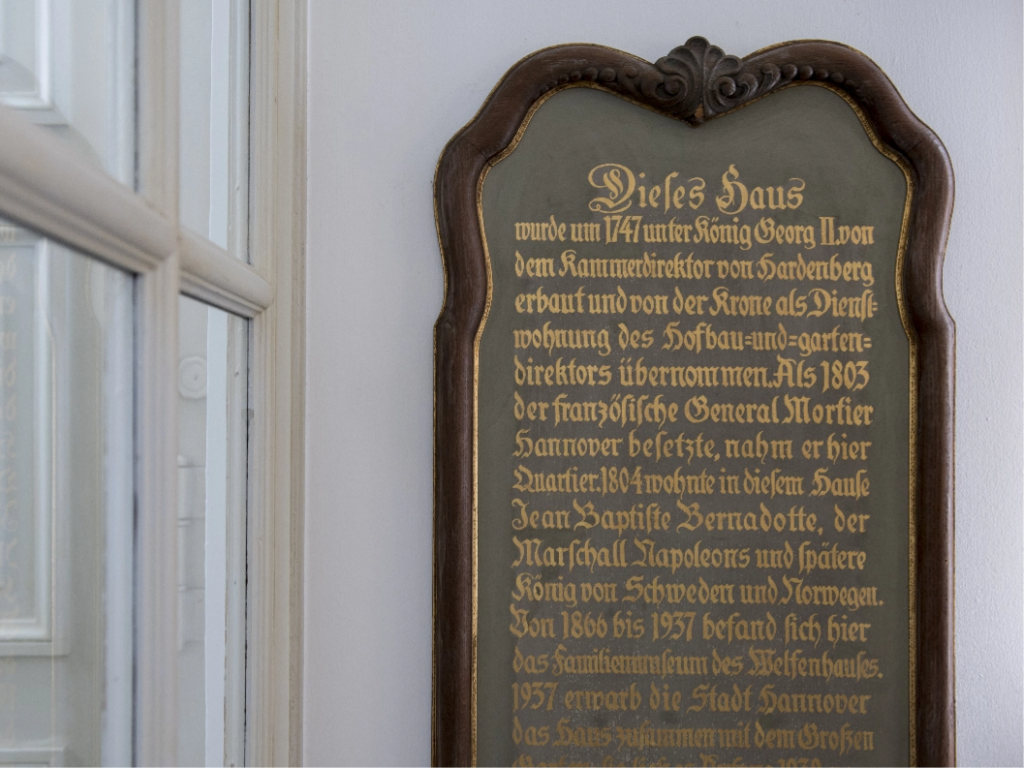 Dieses Haus
wurde um 1747 unter König Georg II. von
dem Kammerdirektor von Hardenberg
erbaut und von der Krone als Dienst=
wohnung des Hofbau=und=garten=
direktors übernommen. Als 1803
der französische General Mortier
Hannover besetzte, nahm er hier
Quartier. 1804 wohnte in diesem Hause
Jean Baptiste Bernadotte, der
Marschall Napoleons und spätere
König von Schweden und Norwegen.
Von 1866 bis 1937 befand sich hier
das Familienmuseum des Welfenhauses.
1937 erwarb die Stadt Hannover
das Haus zusammen mit dem Großen